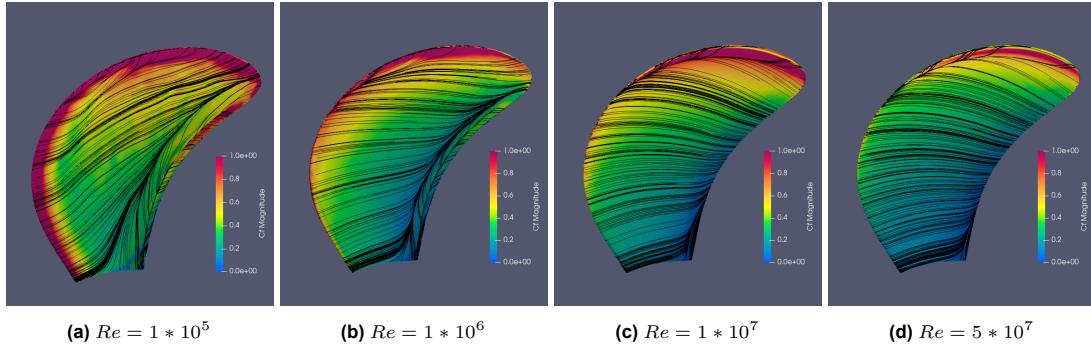 1.0e+00
0.8
0.6
0.4
0.2
0.0e+00
Cf Magnitude
1.0e+00
0.8
0.6
0.4
0.2
0.0e+00
Cf Magnitude
1.0e+00
0.8
0.6
0.4
0.2
0.0e+00
Cf Magnitude
1.0e+00
0.8
0.6
0.4
0.2
0.0e+00
Cf Magnitude
(a) Re = 1 * 10^5
(b) Re = 1 * 10^6
(c) Re = 1 * 10^7
(d) Re = 5 * 10^7